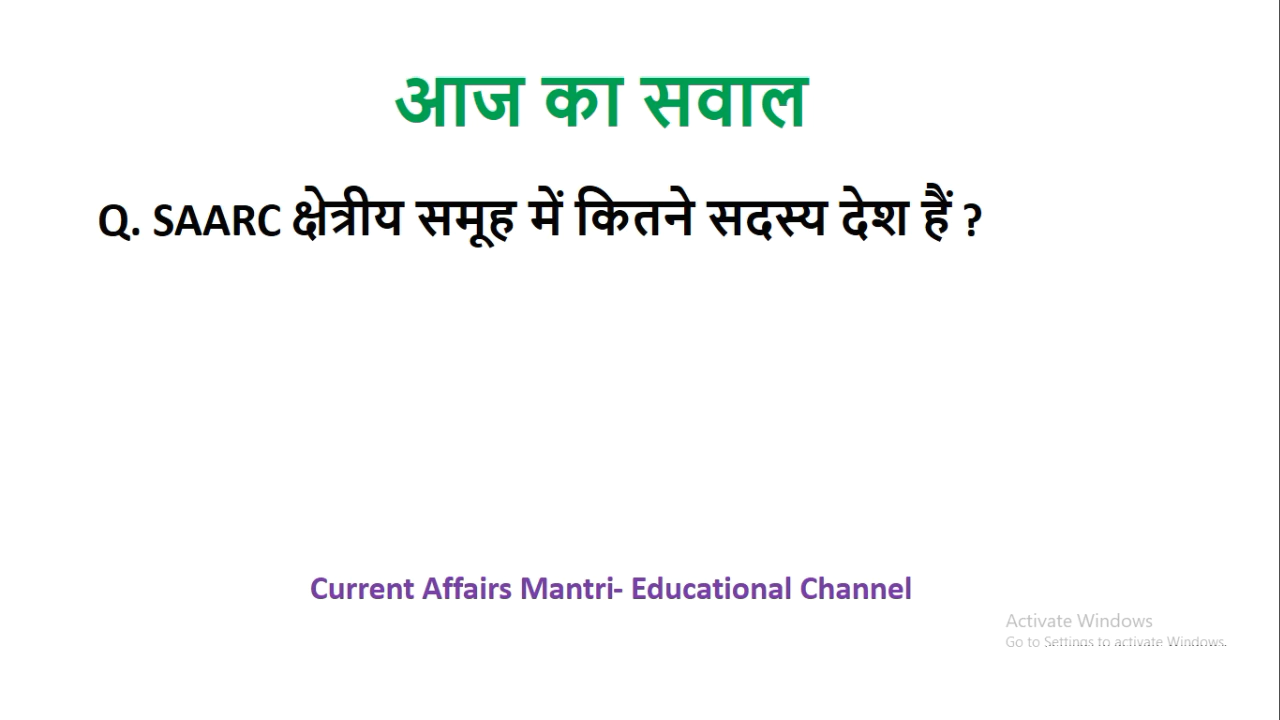 आज का सवाल
Q. SAARC क्षेत्रीय समूह में कितने सदस्य देश हैं ?
Current Affairs Mantri- Educational Channel
Activate Windows
Go to Settings to activate Windows.